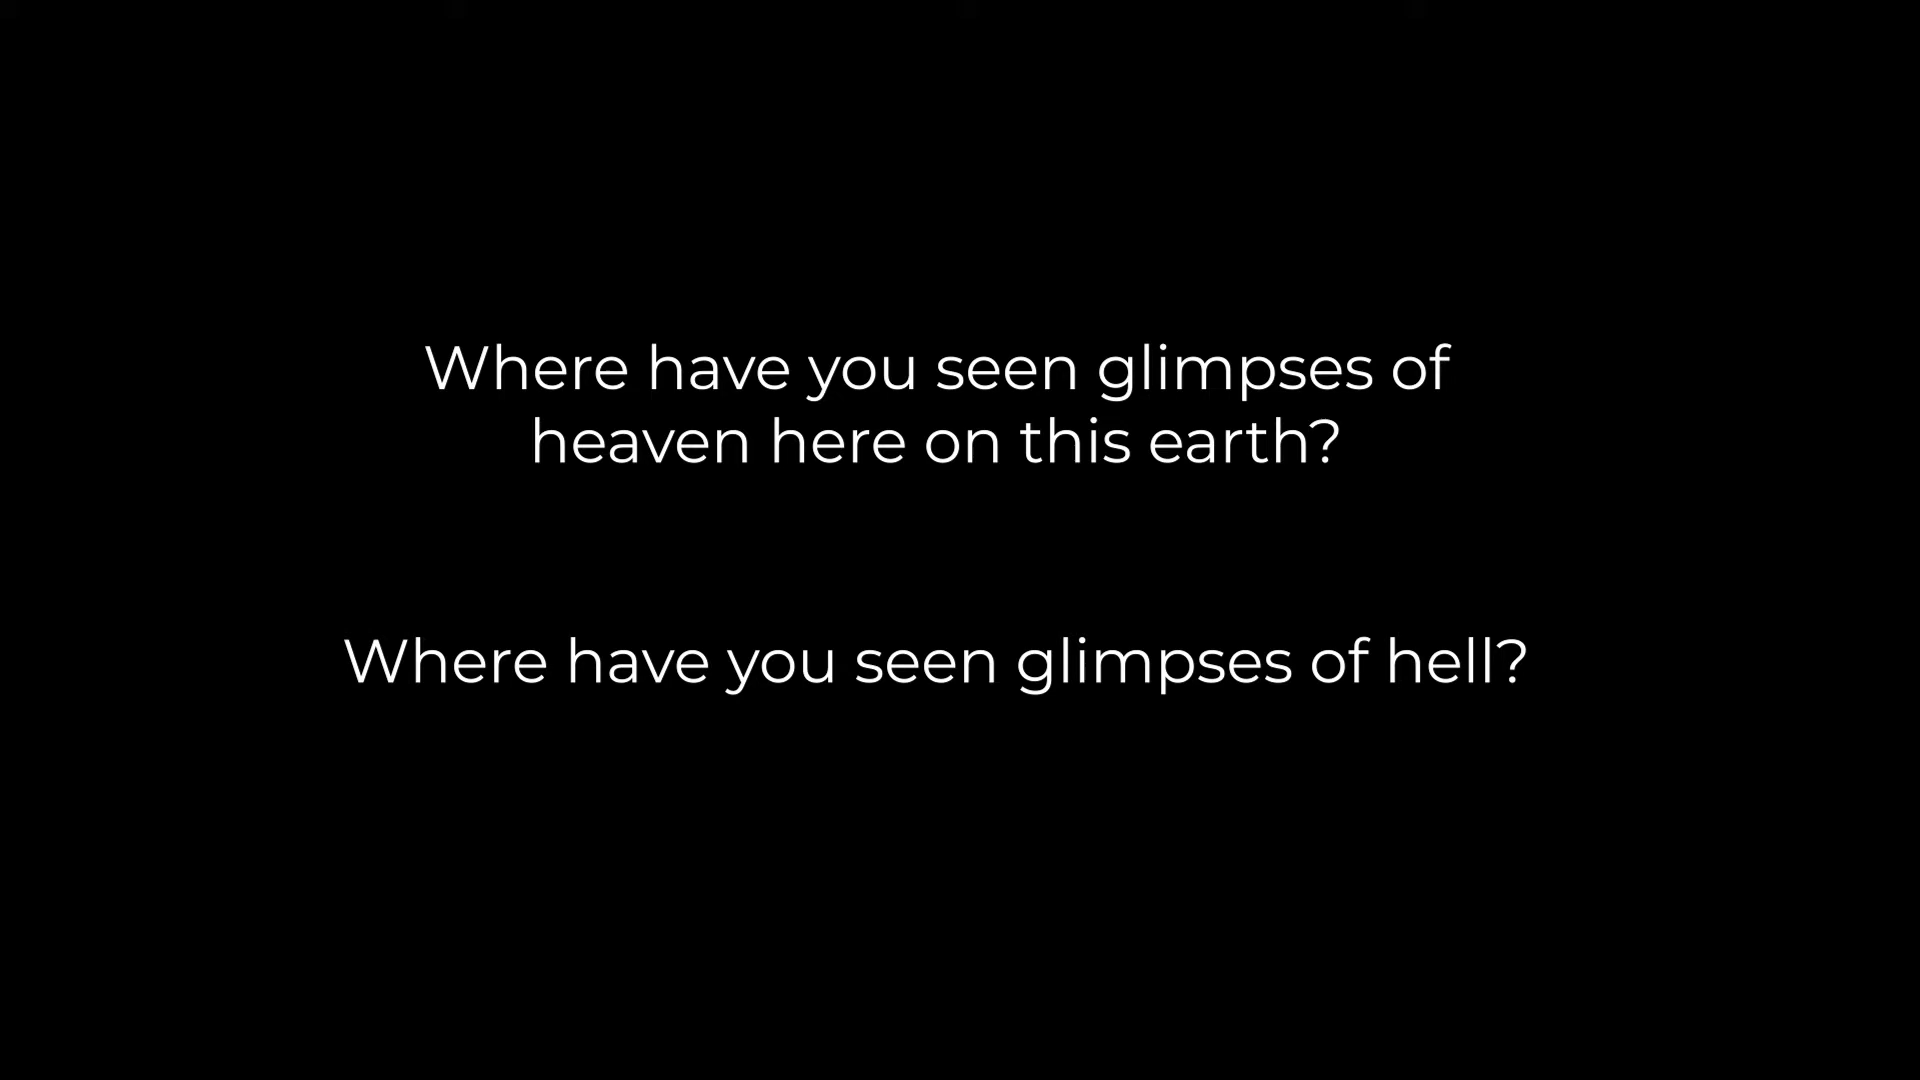 Where have you seen glimpses of
heaven here on this earth?
Where have you seen glimpses of hell?